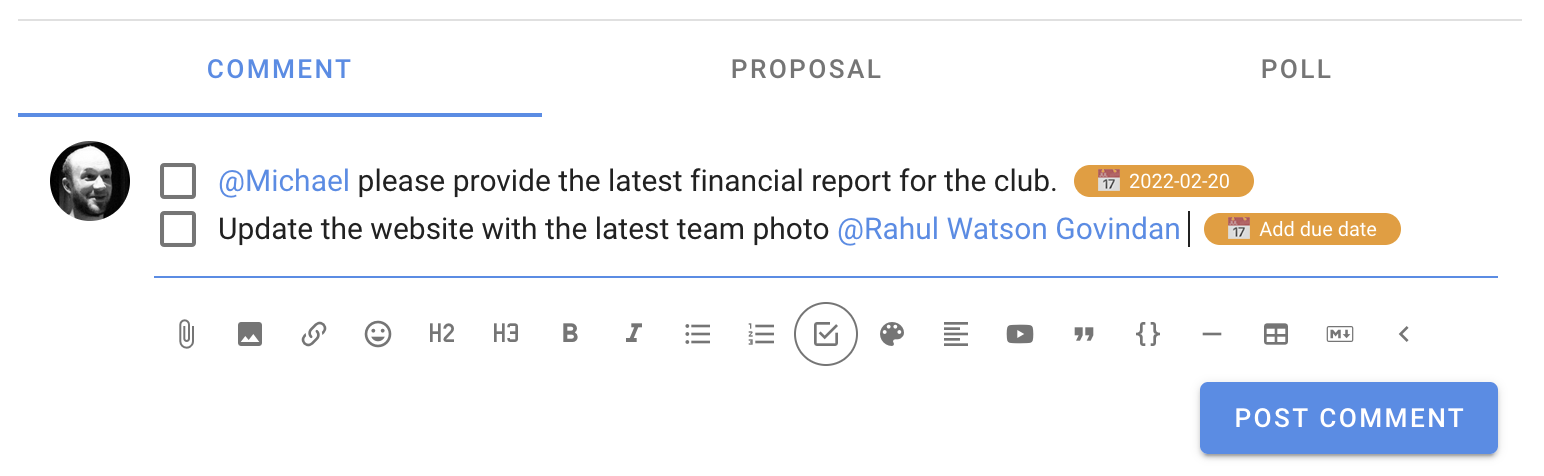 COMMENT PROPOSAL POLL
@Michael please provide the latest financial report for the club. 17 2022-02-20
Update the website with the latest team photo @Rahul Watson Govindan 17 Add due date
H2 H3 B I {} M
POST COMMENT